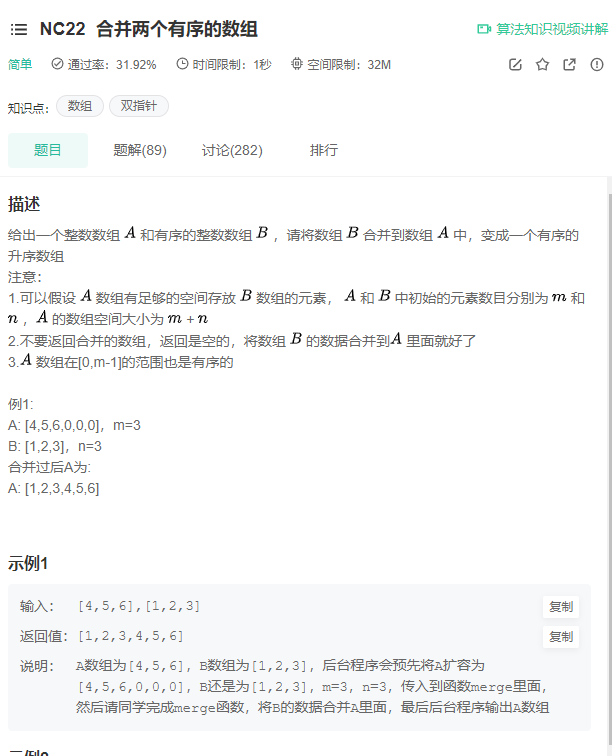 NC22 合并两个有序的数组
算法知识视频讲解
简单 通过率：31.92% 时间限制：1秒 空间限制：32M
知识点： 数组 双指针
题目 题解(89) 讨论(282) 排行
描述
给出一个整数数组 A 和有序的整数数组 B ，请将数组 B 合并到数组 A 中，变成一个有序的
升序数组
注意：
1.可以假设 A 数组有足够的空间存放 B 数组的元素， A 和 B 中初始的元素数目分别为 m 和
n ，A 的数组空间大小为 m + n
2.不要返回合并的数组，返回是空的，将数组 B 的数据合并到A 里面就好了
3.A 数组在[0,m-1]的范围也是有序的
例1:
A: [4,5,6,0,0,0]，m=3
B: [1,2,3]，n=3
合并过后A为:
A: [1,2,3,4,5,6]
示例1
输入： [4,5,6],[1,2,3] 复制
返回值： [1,2,3,4,5,6] 复制
说明： A数组为[4,5,6]，B数组为[1,2,3]，后台程序会预先将A扩容为
[4,5,6,0,0,0]，B还是为[1,2,3]，m=3，n=3，传入到函数merge里面，
然后请同学完成merge函数，将B的数据合并A里面，最后后台程序输出A数组